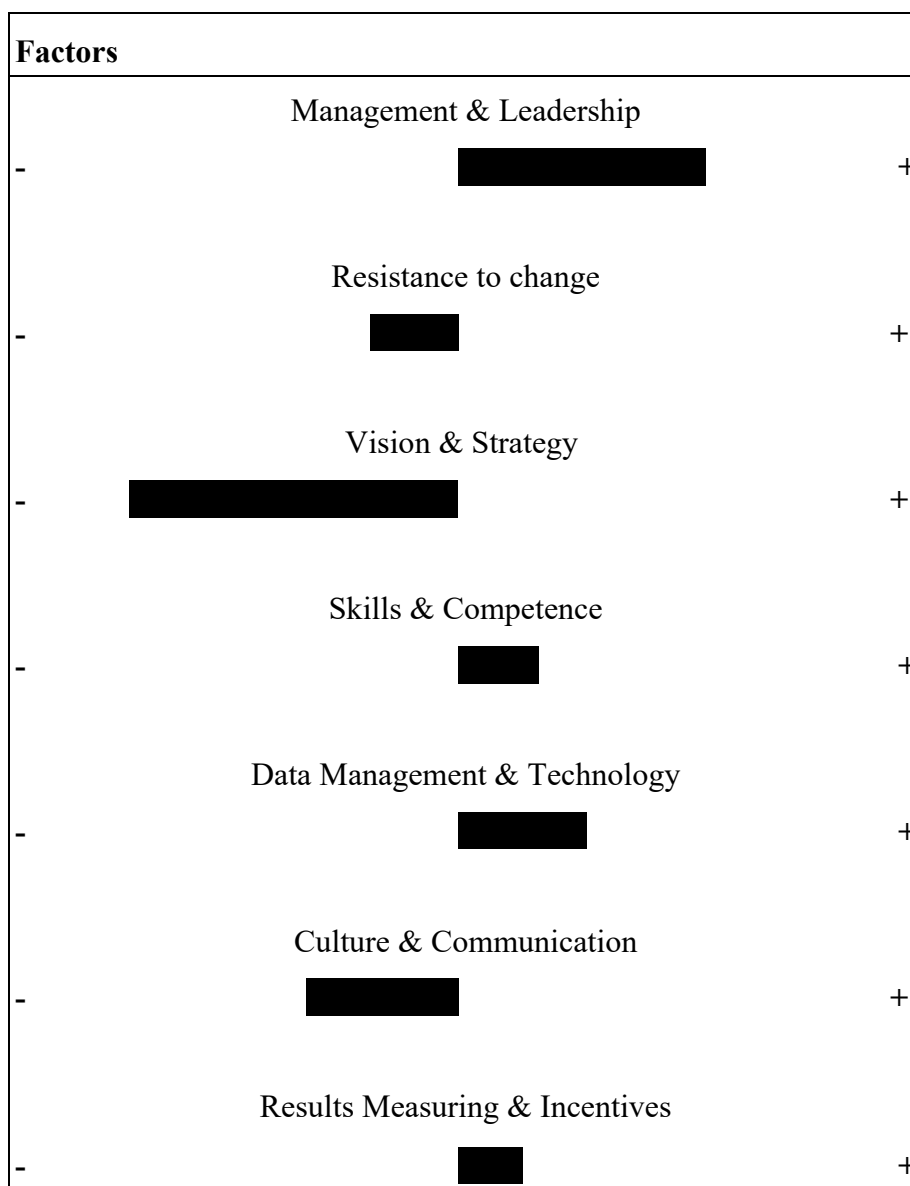 Factors
Management & Leadership
- +
Resistance to change
- +
Vision & Strategy
- +
Skills & Competence
- +
Data Management & Technology
- +
Culture & Communication
- +
Results Measuring & Incentives
- +